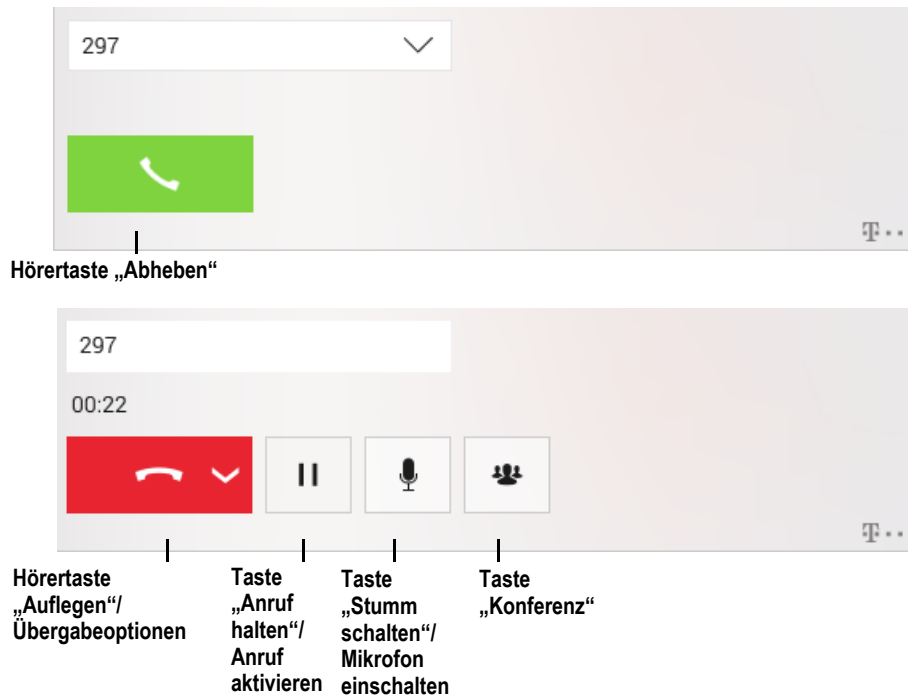 297
T··
Hörertaste „Abheben“
297
00:22
T··
Hörertaste
„Auflegen“/
Übergabeoptionen
Taste
„Anruf
halten“/
Anruf
aktivieren
Taste
„Stumm
schalten“/
Mikrofon
einschalten
Taste
„Konferenz“